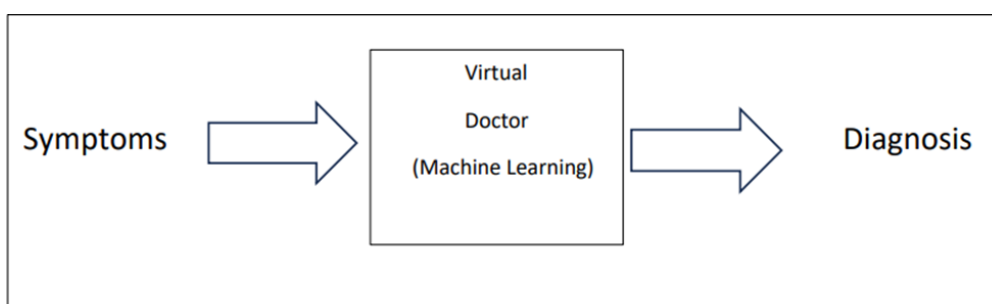 Symptoms
Virtual
Doctor
(Machine Learning)
Diagnosis